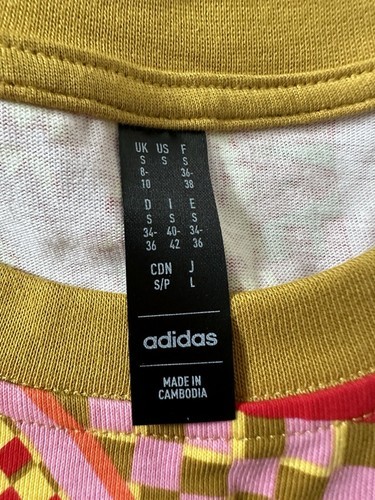 UK US F
S S S
8- 36-
10 38
D I E
S S S
34- 40- 34-
36 42 36
CDN J
S/P L
adidas
MADE IN
CAMBODIA